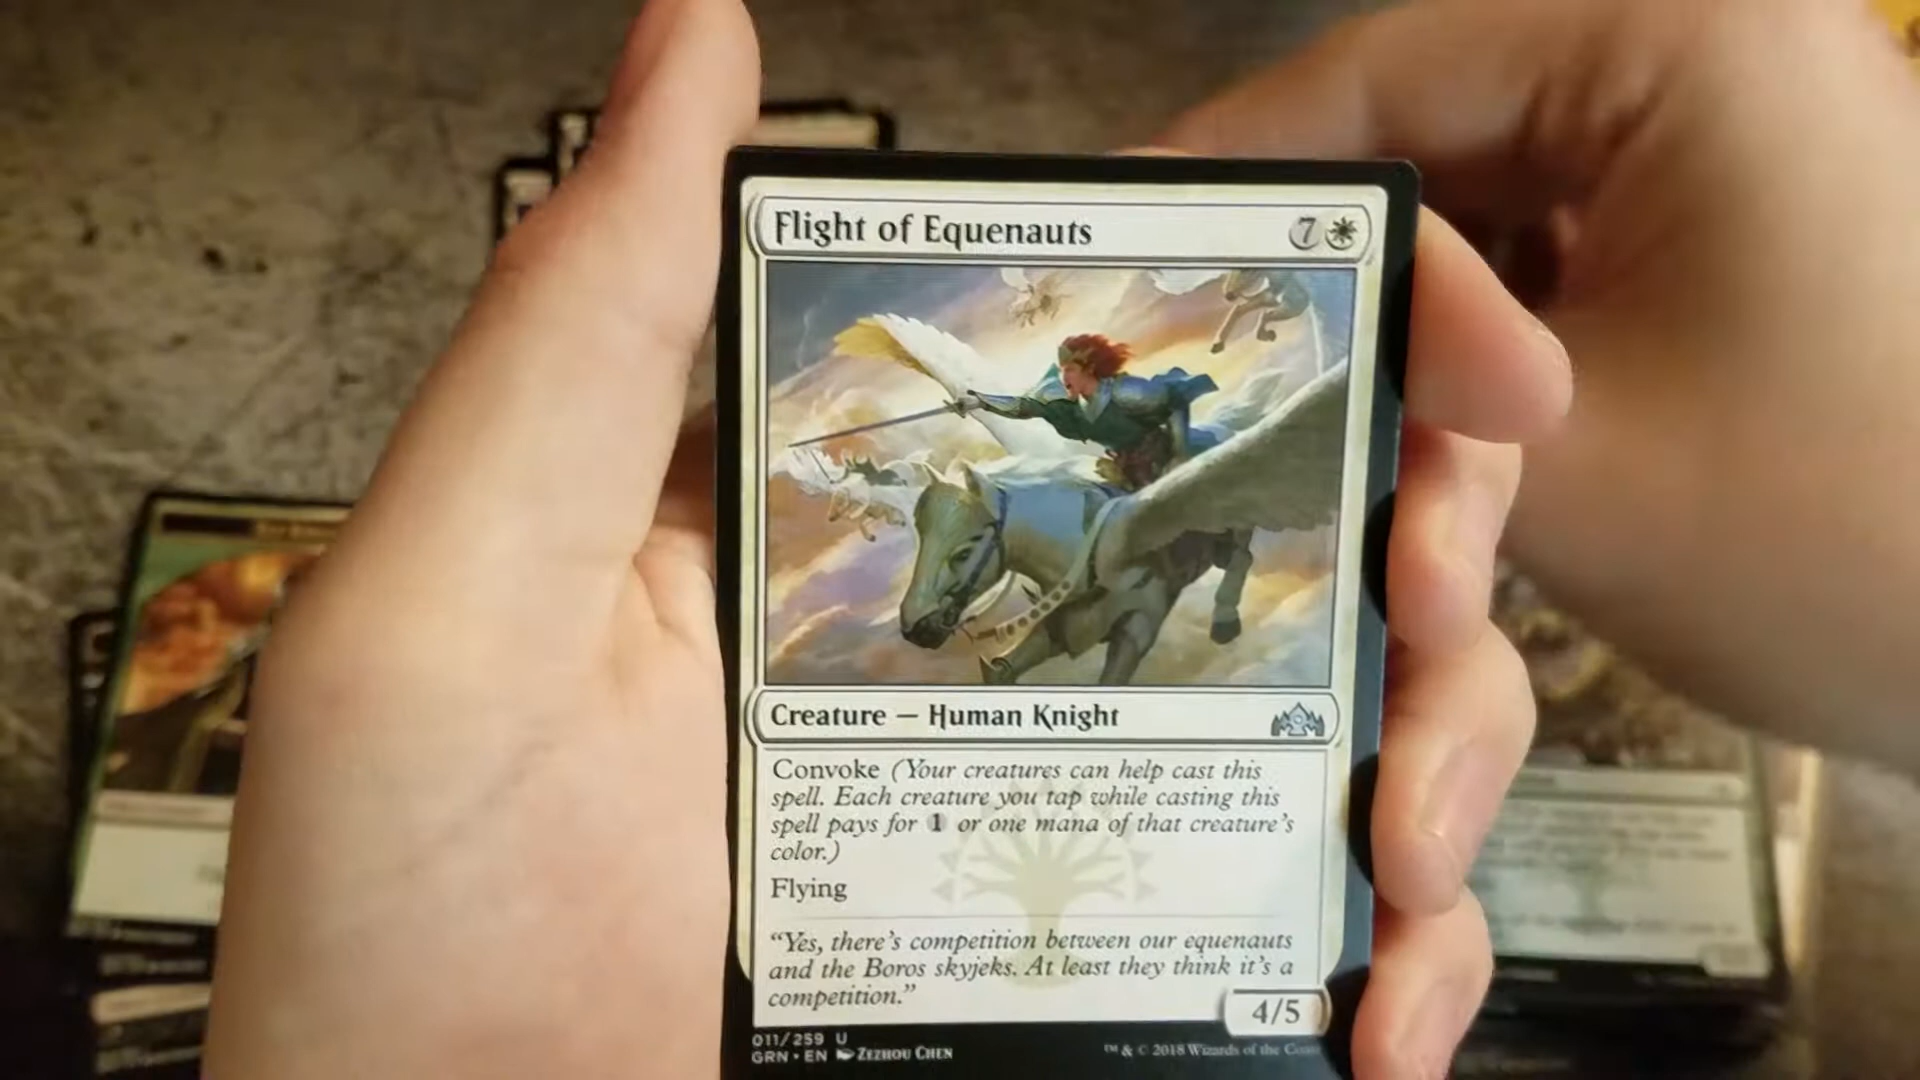 Flight of Equenauts 7
Creature — Human Knight
Convoke (Your creatures can help cast this
spell. Each creature you tap while casting this
spell pays for 1 or one mana of that creature's
color.)
Flying
“Yes, there's competition between our equenauts
and the Boros skyjeks. At least they think it's a
competition.”
4/5
011/259 U
GRN • EN Zezhou Chen
™ & © 2018 Wizards of the